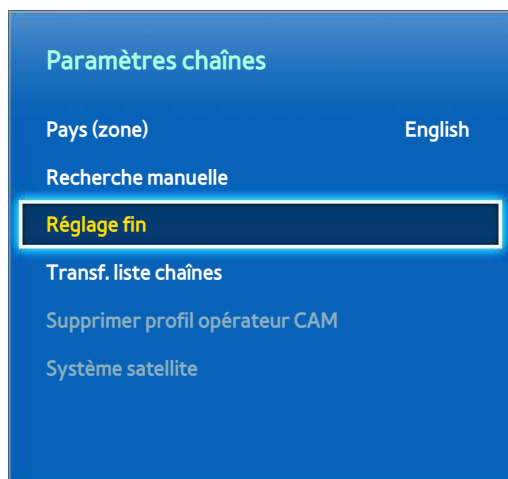 Paramètres chaînes
Pays (zone) English
Recherche manuelle
Réglage fin
Transf. liste chaînes
Supprimer profil opérateur CAM
Système satellite